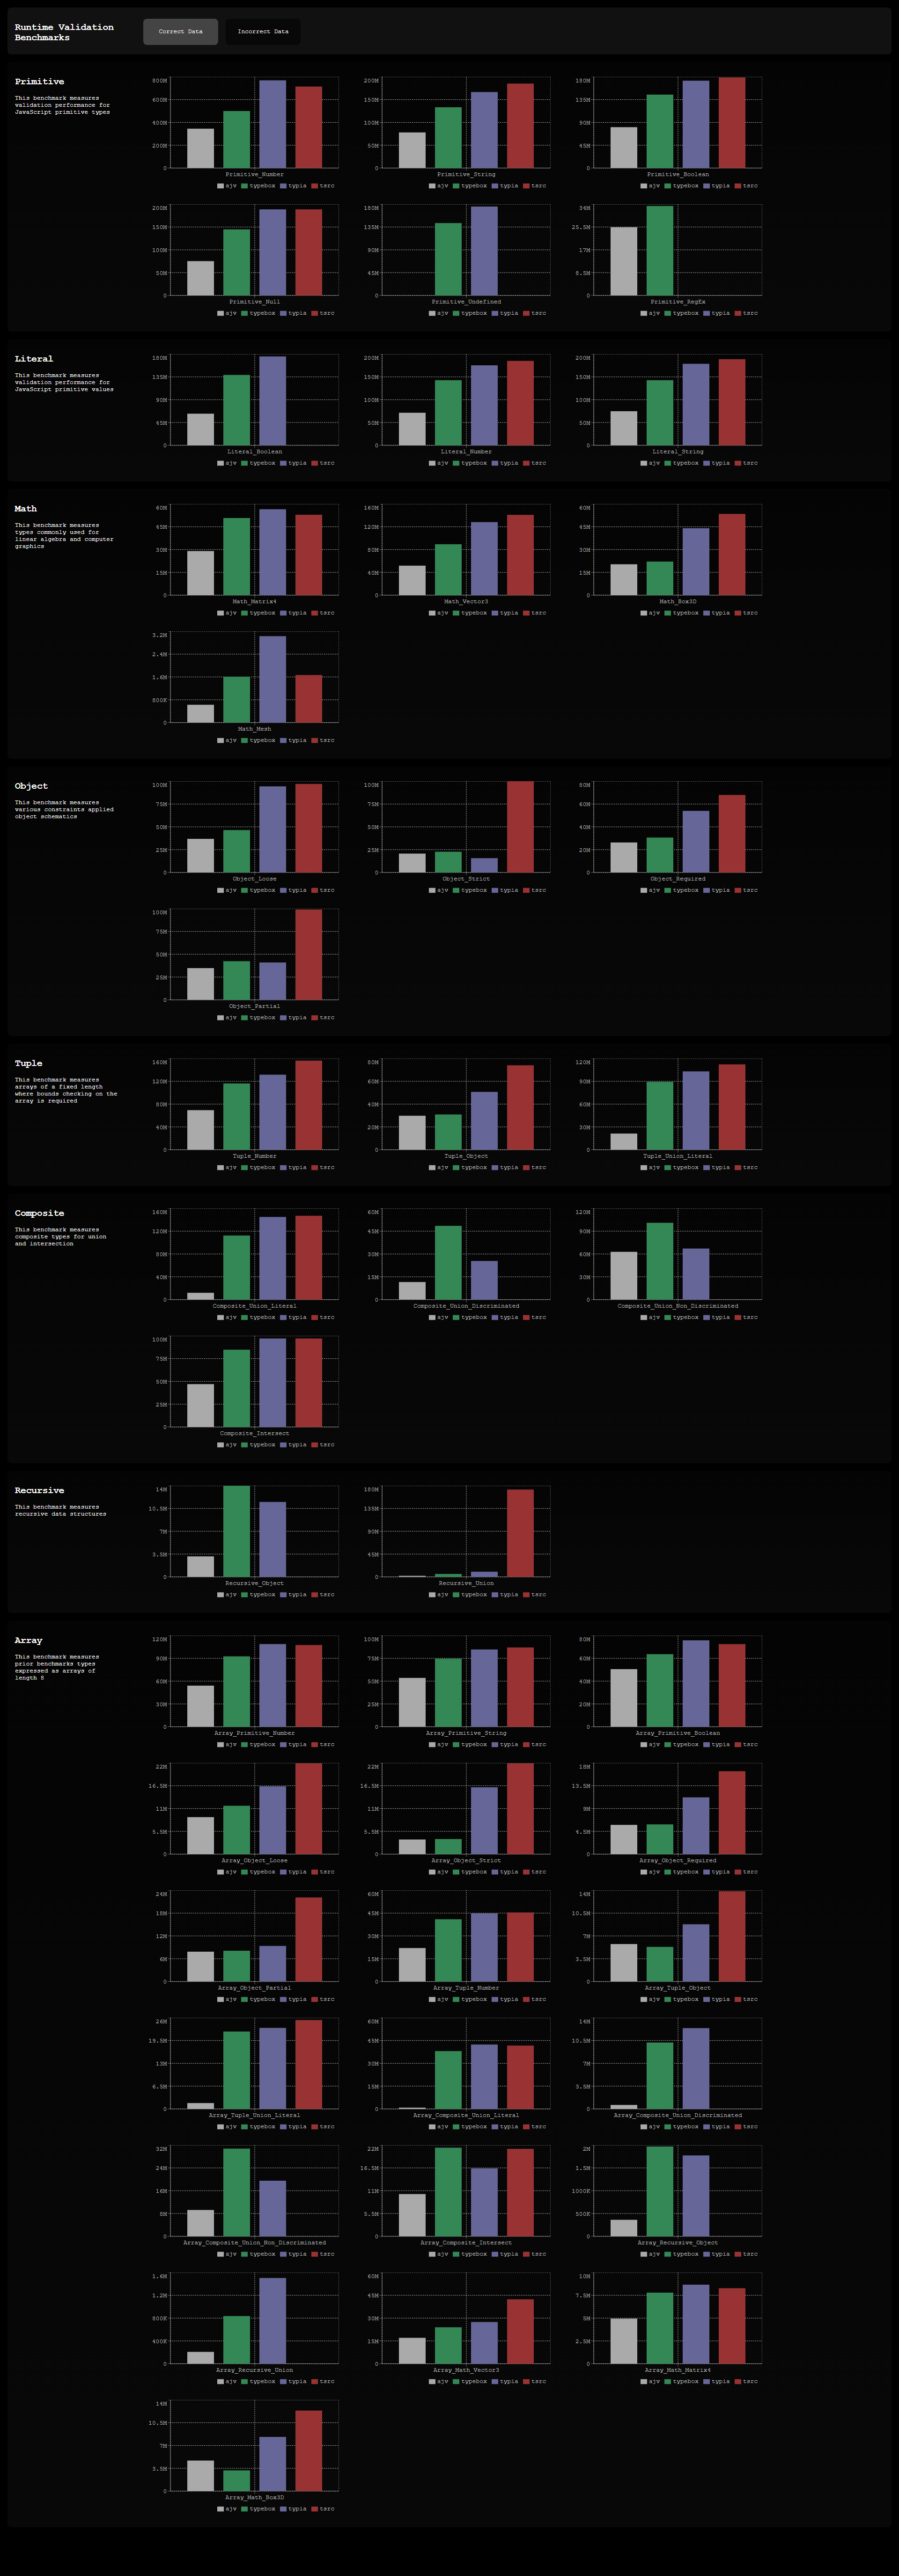 Runtime Validation
Benchmarks
Correct Data
Incorrect Data
Primitive
This benchmark measures
validation performance for
JavaScript primitive types
800M
600M
400M
200M
0
Primitive_Number
ajv typebox typia tsrc
200M
150M
100M
50M
0
Primitive_String
ajv typebox typia tsrc
180M
135M
90M
45M
0
Primitive_Boolean
ajv typebox typia tsrc
200M
150M
100M
50M
0
Primitive_Null
ajv typebox typia tsrc
180M
135M
90M
45M
0
Primitive_Undefined
ajv typebox typia tsrc
34M
25.5M
17M
8.5M
0
Primitive_RegEx
ajv typebox typia tsrc
Literal
This benchmark measures
validation performance for
JavaScript primitive values
180M
135M
90M
45M
0
Literal_Boolean
ajv typebox typia tsrc
200M
150M
100M
50M
0
Literal_Number
ajv typebox typia tsrc
200M
150M
100M
50M
0
Literal_String
ajv typebox typia tsrc
Math
This benchmark measures
types commonly used for
linear algebra and computer
graphics
60M
45M
30M
15M
0
Math_Matrix4
ajv typebox typia tsrc
160M
120M
80M
40M
0
Math_Vector3
ajv typebox typia tsrc
60M
45M
30M
15M
0
Math_Box3D
ajv typebox typia tsrc
3.2M
2.4M
1.6M
800K
0
Math_Mesh
ajv typebox typia tsrc
Object
This benchmark measures
various constraints applied
object schematics
100M
75M
50M
25M
0
Object_Loose
ajv typebox typia tsrc
100M
75M
50M
25M
0
Object_Strict
ajv typebox typia tsrc
80M
60M
40M
20M
0
Object_Required
ajv typebox typia tsrc
100M
75M
50M
25M
0
Object_Partial
ajv typebox typia tsrc
Tuple
This benchmark measures
arrays of a fixed length
where bounds checking on the
array is required
160M
120M
80M
40M
0
Tuple_Number
ajv typebox typia tsrc
80M
60M
40M
20M
0
Tuple_Object
ajv typebox typia tsrc
120M
90M
60M
30M
0
Tuple_Union_Literal
ajv typebox typia tsrc
Composite
This benchmark measures
composite types for union
and intersection
160M
120M
80M
40M
0
Composite_Union_Literal
ajv typebox typia tsrc
60M
45M
30M
15M
0
Composite_Union_Discriminated
ajv typebox typia tsrc
120M
90M
60M
30M
0
Composite_Union_Non_Discriminated
ajv typebox typia tsrc
100M
75M
50M
25M
0
Composite_Intersect
ajv typebox typia tsrc
Recursive
This benchmark measures
recursive data structures
14M
10.5M
7M
3.5M
0
Recursive_Object
ajv typebox typia tsrc
180M
135M
90M
45M
0
Recursive_Union
ajv typebox typia tsrc
Array
This benchmark measures
prior benchmarks types
expressed as arrays of
length 8
120M
90M
60M
30M
0
Array_Primitive_Number
ajv typebox typia tsrc
100M
75M
50M
25M
0
Array_Primitive_String
ajv typebox typia tsrc
80M
60M
40M
20M
0
Array_Primitive_Boolean
ajv typebox typia tsrc
22M
16.5M
11M
5.5M
0
Array_Object_Loose
ajv typebox typia tsrc
22M
16.5M
11M
5.5M
0
Array_Object_Strict
ajv typebox typia tsrc
18M
13.5M
9M
4.5M
0
Array_Object_Required
ajv typebox typia tsrc
24M
18M
12M
6M
0
Array_Object_Partial
ajv typebox typia tsrc
60M
45M
30M
15M
0
Array_Tuple_Number
ajv typebox typia tsrc
14M
10.5M
7M
3.5M
0
Array_Tuple_Object
ajv typebox typia tsrc
26M
19.5M
13M
6.5M
0
Array_Tuple_Union_Literal
ajv typebox typia tsrc
60M
45M
30M
15M
0
Array_Composite_Union_Literal
ajv typebox typia tsrc
14M
10.5M
7M
3.5M
0
Array_Composite_Union_Discriminated
ajv typebox typia tsrc
32M
24M
16M
8M
0
Array_Composite_Union_Non_Discriminated
ajv typebox typia tsrc
22M
16.5M
11M
5.5M
0
Array_Composite_Intersect
ajv typebox typia tsrc
2M
1.5M
1000K
500K
0
Array_Recursive_Object
ajv typebox typia tsrc
1.6M
1.2M
800K
400K
0
Array_Recursive_Union
ajv typebox typia tsrc
60M
45M
30M
15M
0
Array_Math_Vector3
ajv typebox typia tsrc
10M
7.5M
5M
2.5M
0
Array_Math_Matrix4
ajv typebox typia tsrc
14M
10.5M
7M
3.5M
0
Array_Math_Box3D
ajv typebox typia tsrc